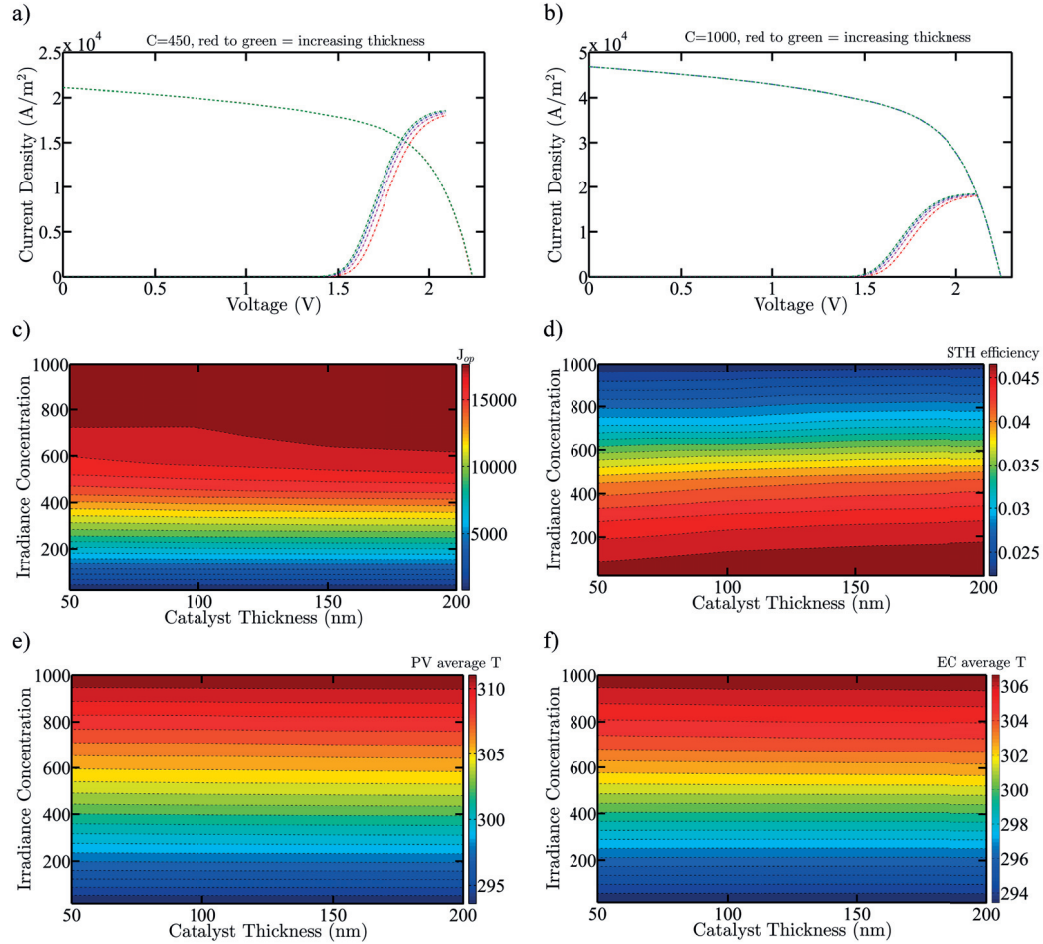 a)
x 10⁴ C=450, red to green = increasing thickness
2.5
2
1.5
1
0.5
0
Current Density (A/m²)
0 0.5 1 1.5 2
Voltage (V)
b)
x 10⁴ C=1000, red to green = increasing thickness
5
4
3
2
1
0
Current Density (A/m²)
0 0.5 1 1.5 2
Voltage (V)
c)
J_op
1000
800
600
400
200
Irradiance Concentration
50 100 150 200
Catalyst Thickness (nm)
15000
10000
5000
d)
STH efficiency
1000
800
600
400
200
Irradiance Concentration
50 100 150 200
Catalyst Thickness (nm)
0.045
0.04
0.035
0.03
0.025
e)
PV average T
1000
800
600
400
200
Irradiance Concentration
50 100 150 200
Catalyst Thickness (nm)
310
305
300
295
f)
EC average T
1000
800
600
400
200
Irradiance Concentration
50 100 150 200
Catalyst Thickness (nm)
306
304
302
300
298
296
294